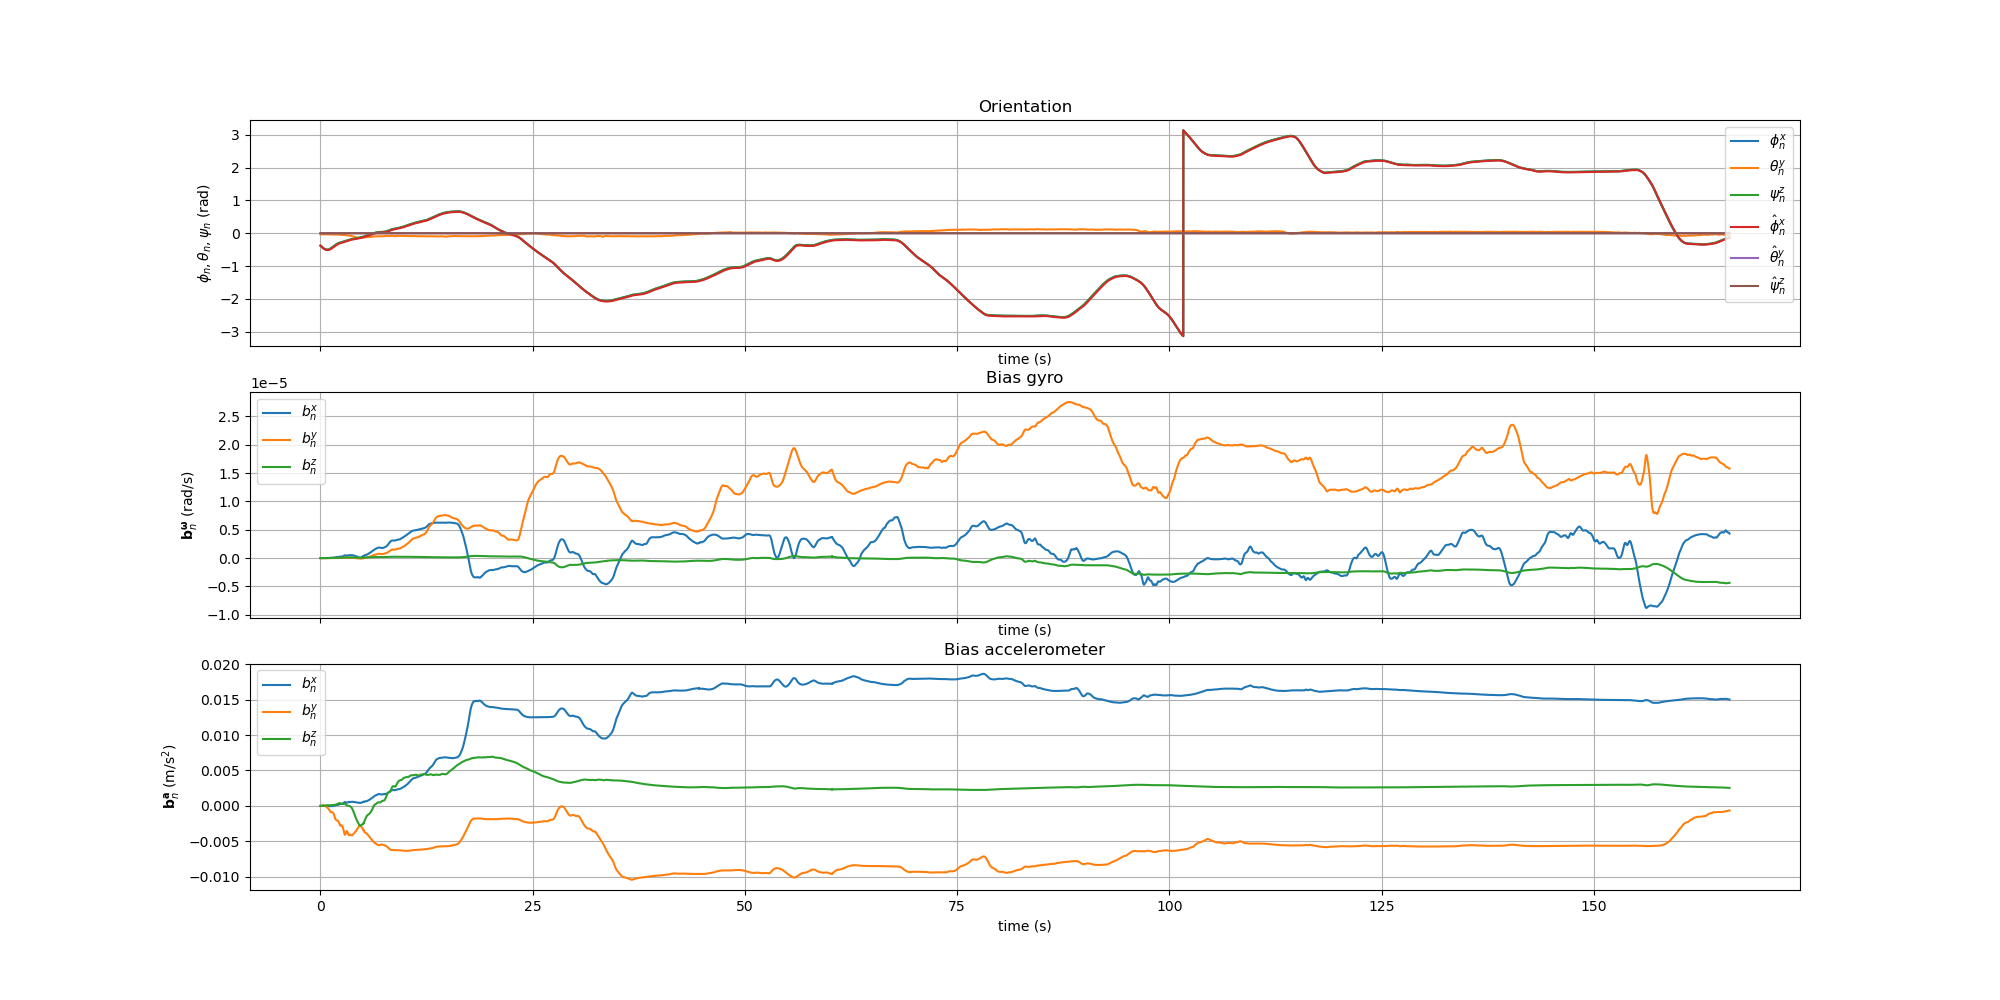 Orientation
3
2
1
0
−1
−2
−3
ϕₙ, θₙ, ψₙ (rad)
ϕₙˣ
θₙʸ
ψₙᶻ
ϕ̂ₙˣ
θ̂ₙʸ
ψ̂ₙᶻ
time (s)
Bias gyro
1e−5
2.5
2.0
1.5
1.0
0.5
0.0
−0.5
−1.0
𝐛ₙ^𝛚 (rad/s)
bₙˣ
bₙʸ
bₙᶻ
time (s)
Bias accelerometer
0.020
0.015
0.010
0.005
0.000
−0.005
−0.010
𝐛ₙ^𝐚 (m/s²)
bₙˣ
bₙʸ
bₙᶻ
0 25 50 75 100 125 150
time (s)